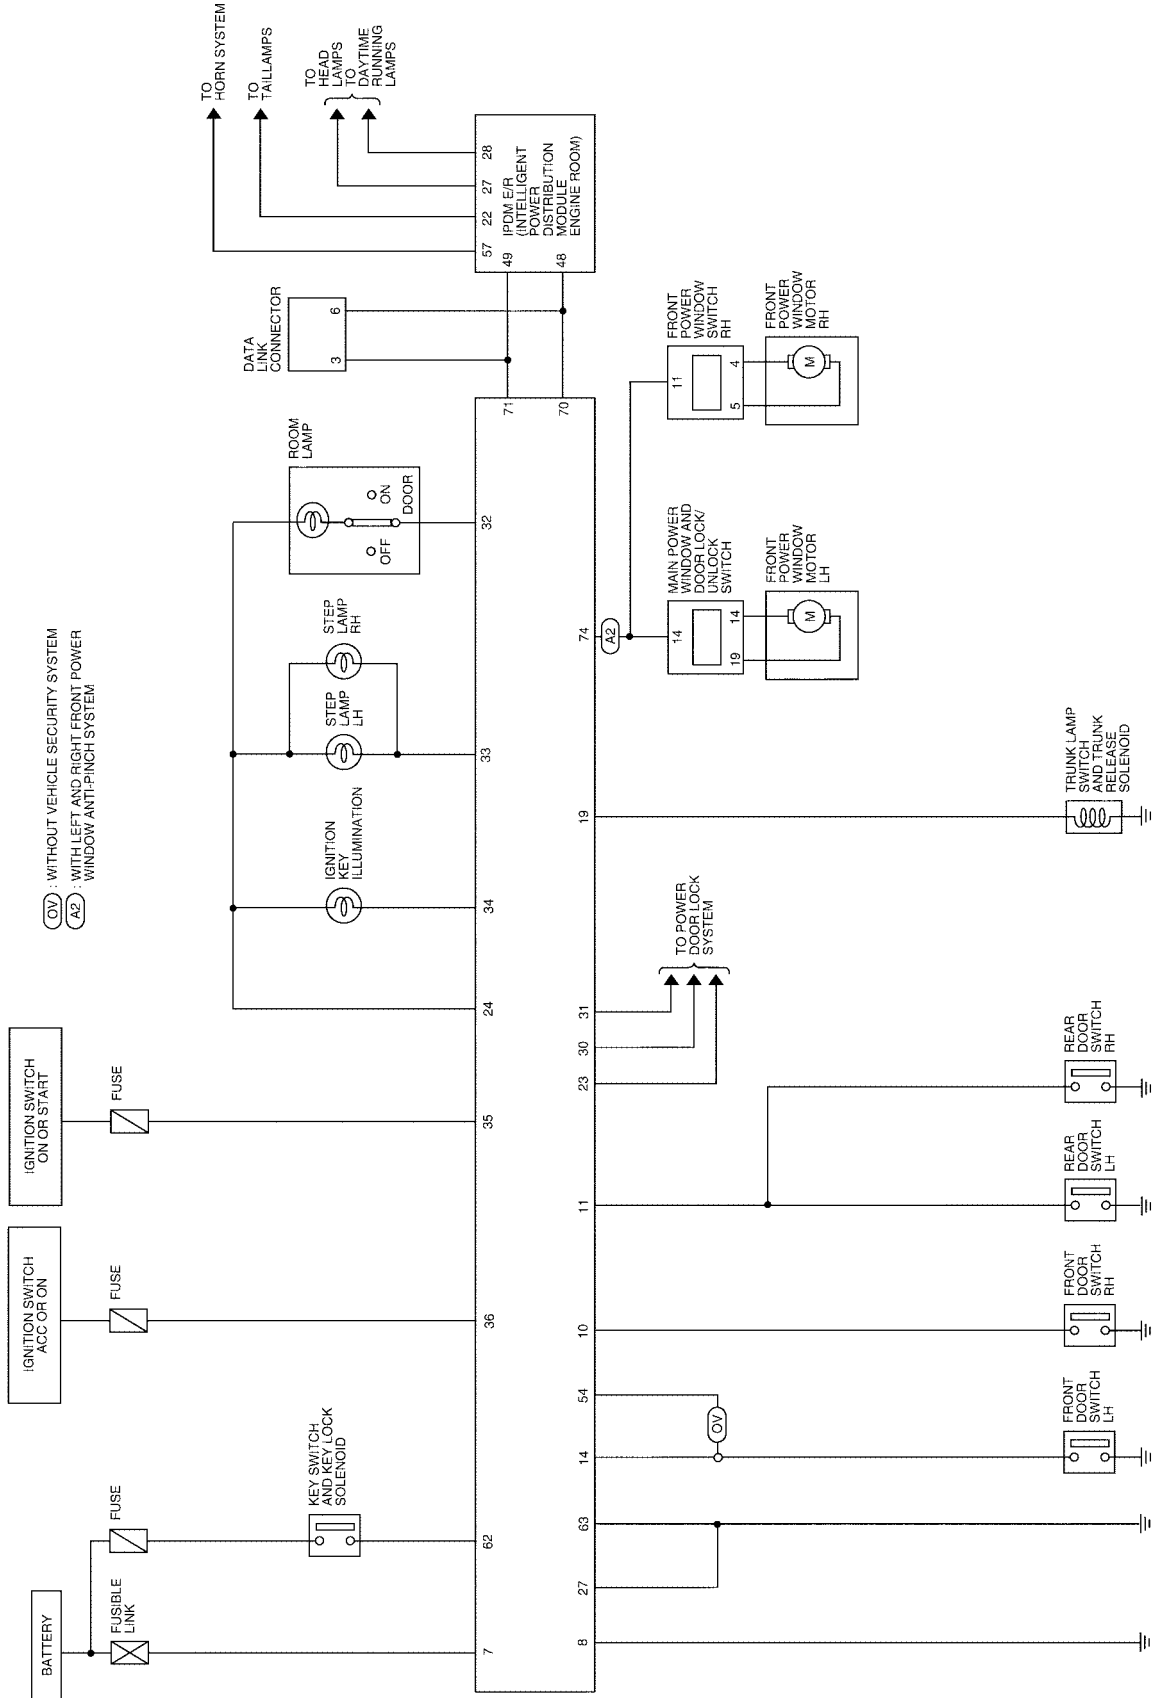 BATTERY
FUSIBLE
LINK
7
FUSE
KEY SWITCH
AND KEY LOCK
SOLENOID
62
IGNITION SWITCH
ACC OR ON
FUSE
36
IGNITION SWITCH
ON OR START
FUSE
35
OV : WITHOUT VEHICLE SECURITY SYSTEM
A2 : WITH LEFT AND RIGHT FRONT POWER
WINDOW ANTI-PINCH SYSTEM
24
IGNITION
KEY
ILLUMINATION
34
STEP
LAMP
LH
STEP
LAMP
RH
33
ROOM
LAMP
OFF
ON
DOOR
32
DATA
LINK
CONNECTOR
3
6
71
70
TO
HORN SYSTEM
TO
TAILLAMPS
TO
HEAD
LAMPS
TO
DAYTIME
RUNNING
LAMPS
57
22
27
28
49
48
IPDM E/R
(INTELLIGENT
POWER
DISTRIBUTION
MODULE
ENGINE ROOM)
8
27
63
14
54
OV
FRONT
DOOR
SWITCH
LH
10
FRONT
DOOR
SWITCH
RH
11
REAR
DOOR
SWITCH
LH
REAR
DOOR
SWITCH
RH
23
30
31
TO POWER
DOOR LOCK
SYSTEM
19
TRUNK LAMP
SWITCH
AND TRUNK
RELEASE
SOLENOID
74
A2
MAIN POWER
WINDOW AND
DOOR LOCK/
UNLOCK
SWITCH
14
19
14
FRONT
POWER
WINDOW
MOTOR
LH
M
FRONT
POWER
WINDOW
SWITCH
RH
11
5
4
FRONT
POWER
WINDOW
MOTOR
RH
M